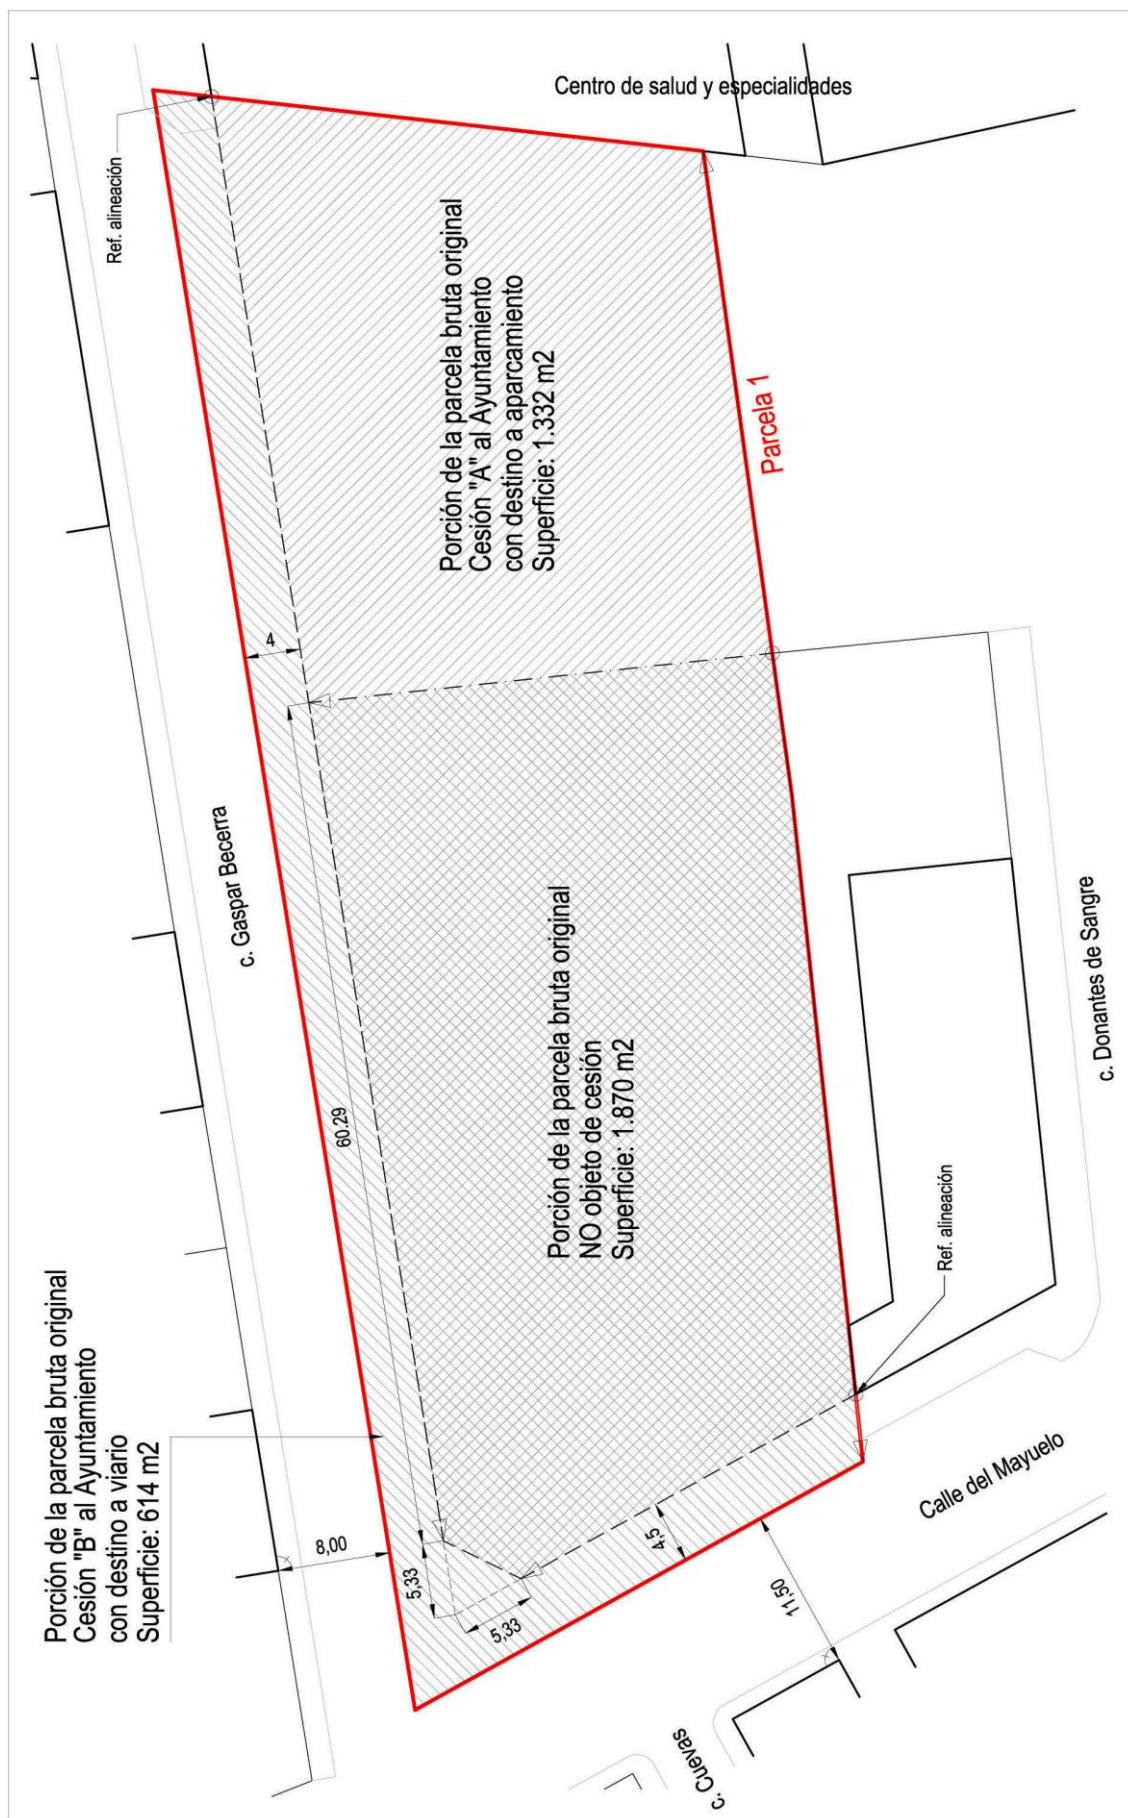 Centro de salud y especialidades
Ref. alineación
Porción de la parcela bruta original
Cesión "A" al Ayuntamiento
con destino a aparcamiento
Superficie: 1.332 m2
Parcela 1
4
c. Gaspar Becerra
60.29
Porción de la parcela bruta original
NO objeto de cesión
Superficie: 1.870 m2
c. Donantes de Sangre
Ref. alineación
Porción de la parcela bruta original
Cesión "B" al Ayuntamiento
con destino a viario
Superficie: 614 m2
8,00
5,33
5,33
4,5
11,50
Calle del Mayuelo
c. Cuevas